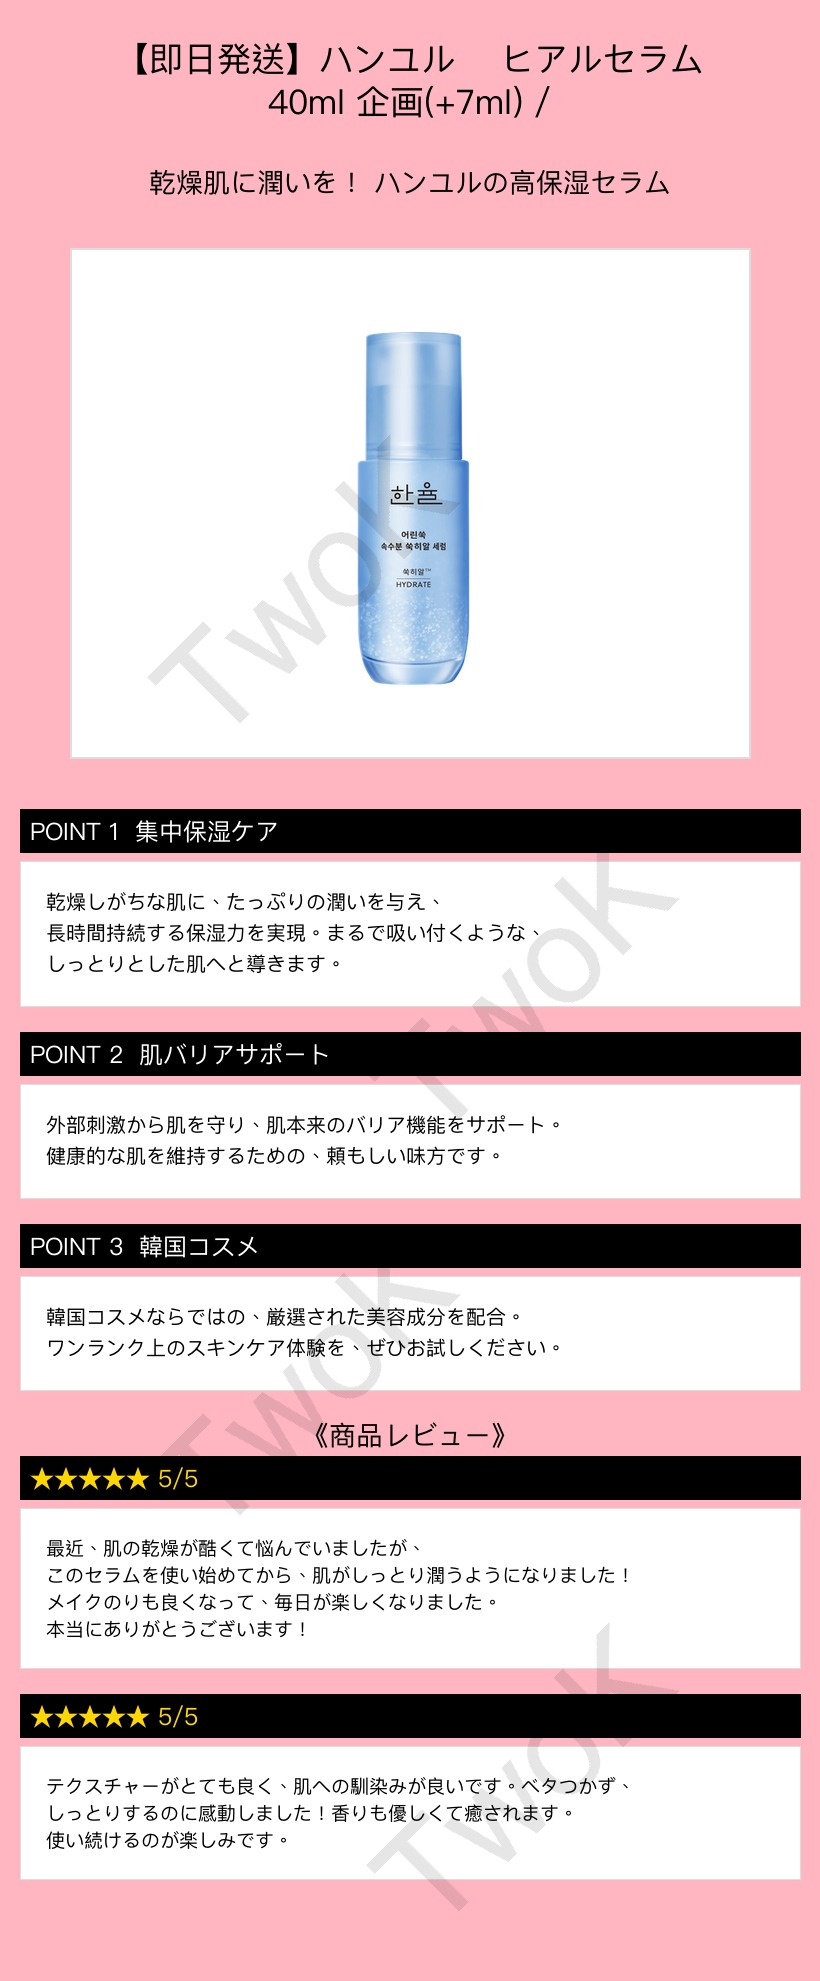 【即日発送】ハンユル　ヒアルセラム
40ml 企画(+7ml) /
乾燥肌に潤いを！ ハンユルの高保湿セラム
한율
어린쑥
속수분 쑥히알 세럼
쑥히알™
HYDRATE
TwoK
POINT 1 集中保湿ケア
乾燥しがちな肌に、たっぷりの潤いを与え、
長時間持続する保湿力を実現。まるで吸い付くような、
しっとりとした肌へと導きます。
TwoK
POINT 2 肌バリアサポート
外部刺激から肌を守り、肌本来のバリア機能をサポート。
健康的な肌を維持するための、頼もしい味方です。
POINT 3 韓国コスメ
韓国コスメならではの、厳選された美容成分を配合。
ワンランク上のスキンケア体験を、ぜひお試しください。
TwoK
《商品レビュー》
★★★★★ 5/5
最近、肌の乾燥が酷くて悩んでいましたが、
このセラムを使い始めてから、肌がしっとり潤うようになりました！
メイクのりも良くなって、毎日が楽しくなりました。
本当にありがとうございます！
★★★★★ 5/5
テクスチャーがとても良く、肌への馴染みが良いです。ベタつかず、
しっとりするのに感動しました！香りも優しくて癒されます。
使い続けるのが楽しみです。
TwoK